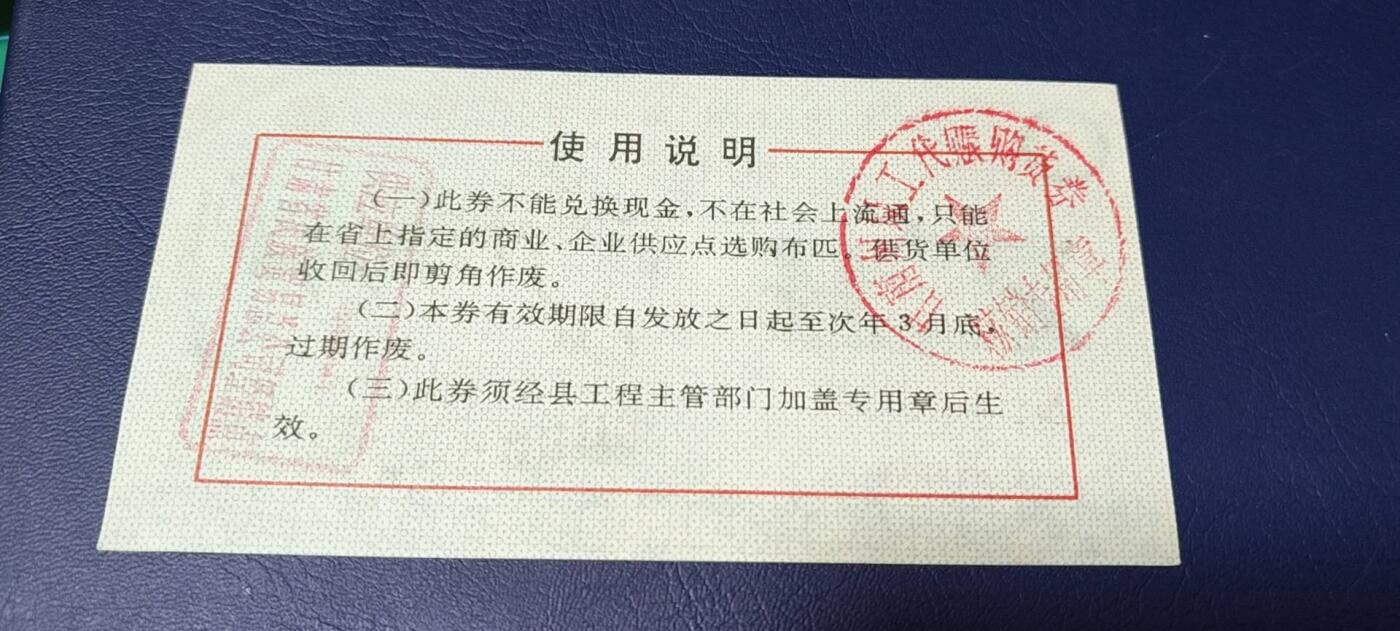 使用说明
(一)此券不能兑换现金,不在社会上流通,只能
在省上指定的商业、企业供应点选购布匹。供货单位
收回后即剪角作废。
(二)本券有效期限自发放之日起至次年3月底,
过期作废。
(三)此券须经县工程主管部门加盖专用章后生
效。
工代赈购货券